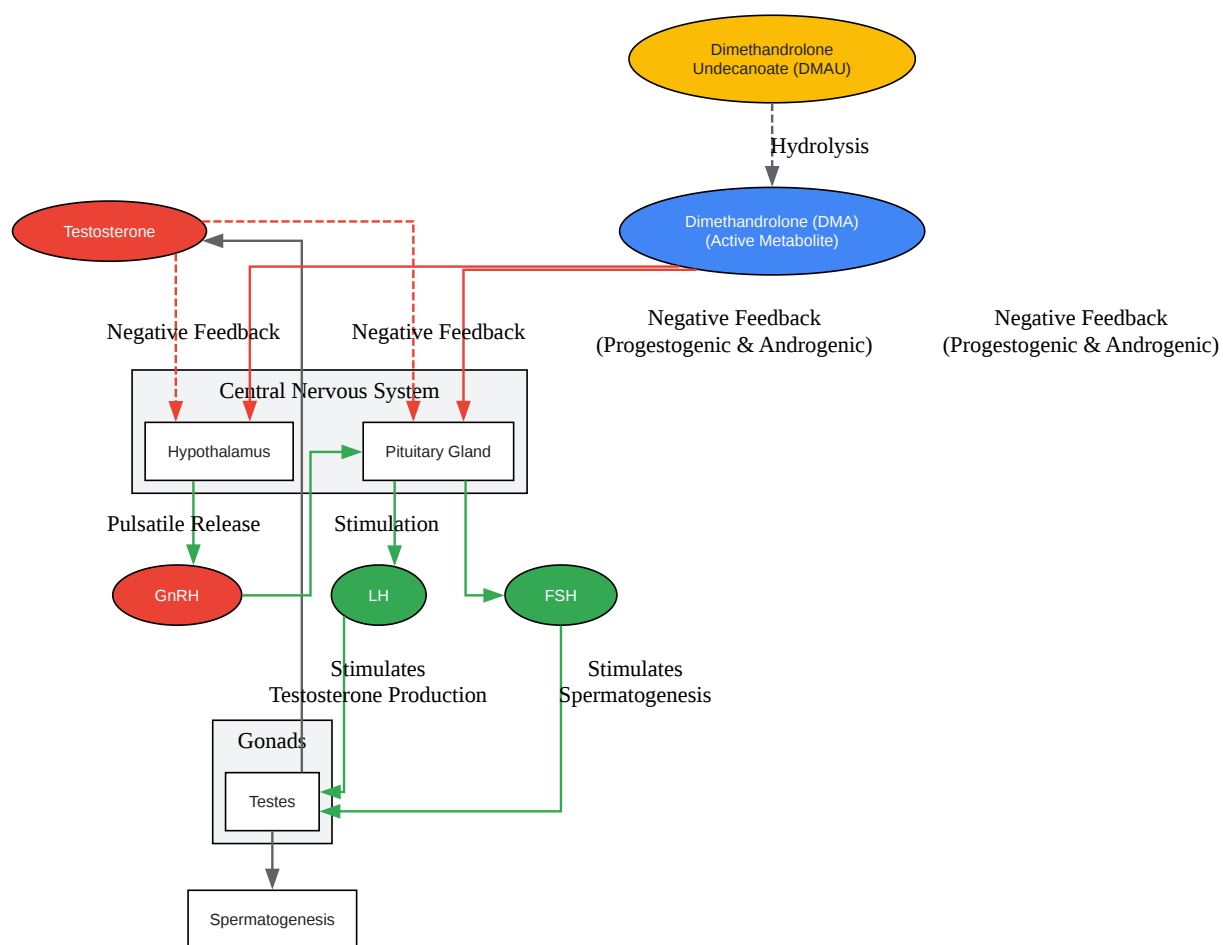 Dimethandrolone
Undecanoate (DMAU)
Hydrolysis
Testosterone
Dimethandrolone (DMA)
(Active Metabolite)
Negative Feedback
Negative Feedback
Negative Feedback
(Progestogenic & Androgenic)
Negative Feedback
(Progestogenic & Androgenic)
Central Nervous System
Hypothalamus
Pituitary Gland
Pulsatile Release
Stimulation
GnRH
LH
FSH
Stimulates
Testosterone Production
Stimulates
Spermatogenesis
Gonads
Testes
Spermatogenesis